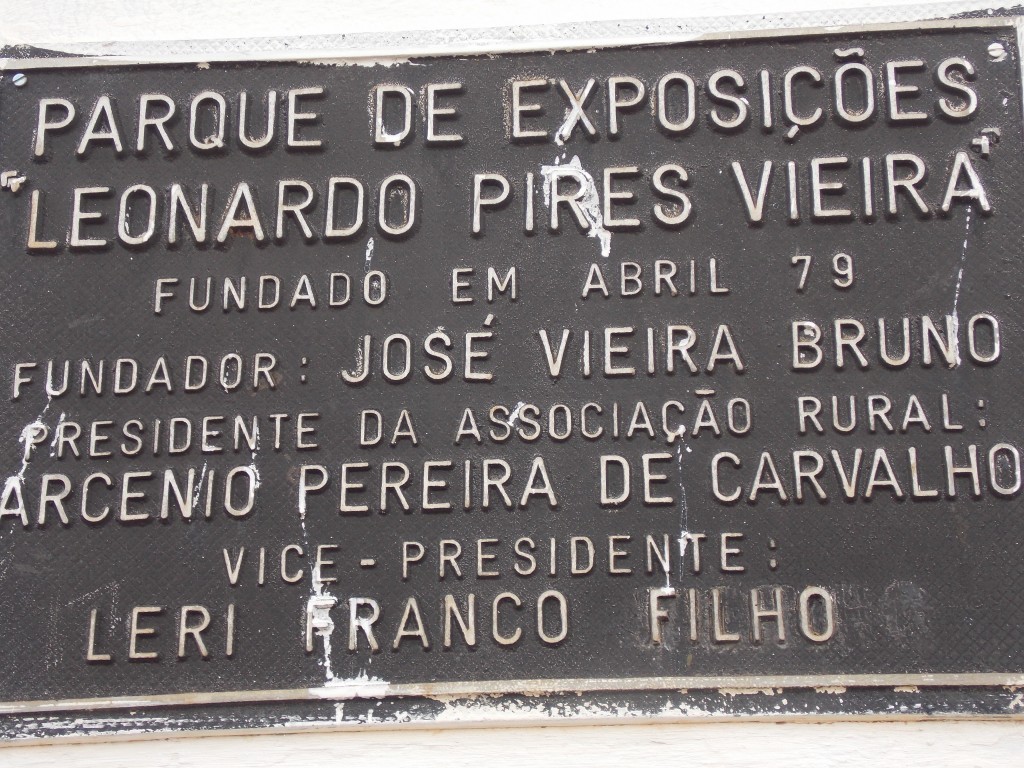 PARQUE DE EXPOSIÇÕES
"LEONARDO PIRES VIEIRA"
FUNDADO EM ABRIL 79
FUNDADOR: JOSÉ VIEIRA BRUNO
PRESIDENTE DA ASSOCIAÇÃO RURAL:
ARCENIO PEREIRA DE CARVALHO
VICE-PRESIDENTE:
LERI FRANCO FILHO